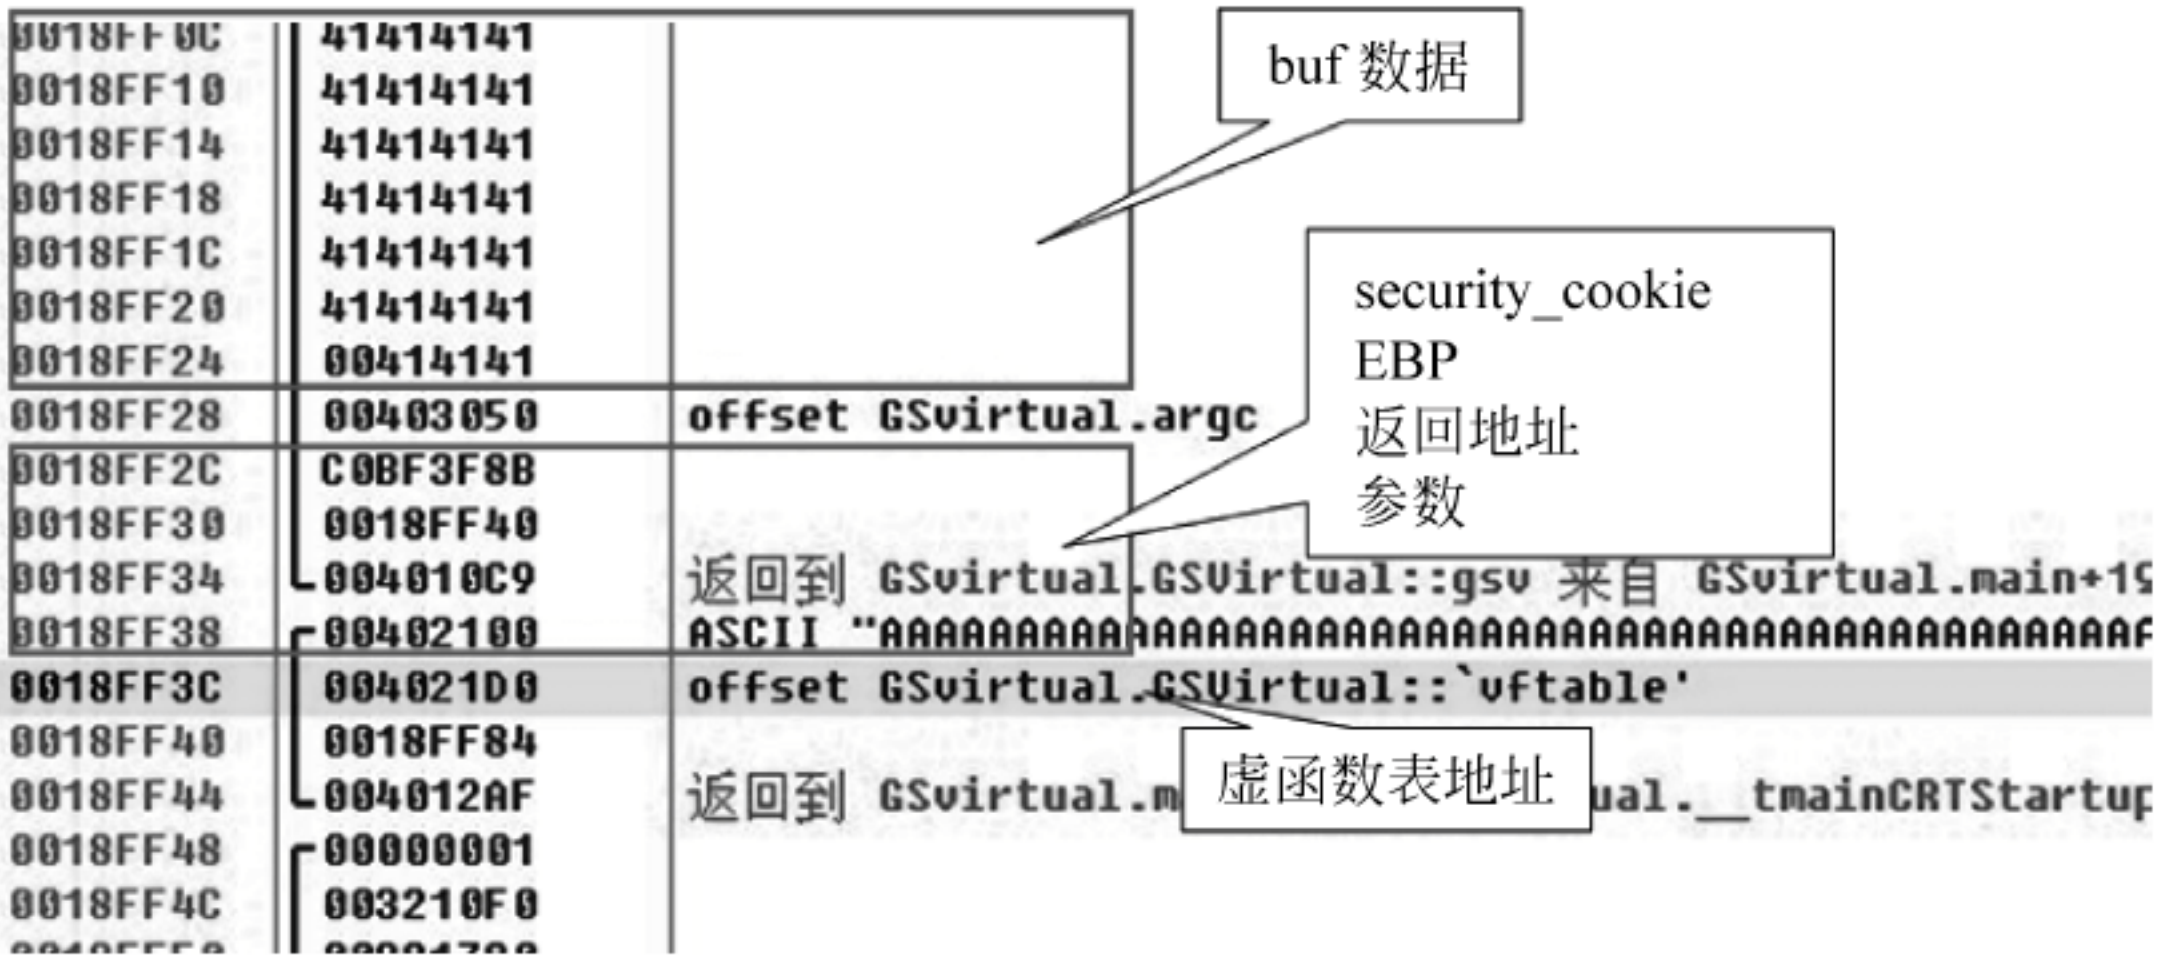 0018FF0C 41414141
0018FF10 41414141
0018FF14 41414141
0018FF18 41414141
0018FF1C 41414141
0018FF20 41414141
0018FF24 00414141
0018FF28 00403050 offset GSvirtual.argc
0018FF2C C0BF3F8B
0018FF30 0018FF40
0018FF34 004010C9 返回到 GSvirtual.GSVirtual::gsv 来自 GSvirtual.main+19
0018FF38 00402100 ASCII "AAAAAAAAAAAAAAAAAAAAAAAAAAAAAAAAAAAAAAAAAAAAAA
0018FF3C 004021D0 offset GSvirtual.GSVirtual::`vftable'
0018FF40 0018FF84
0018FF44 004012AF 返回到 GSvirtual.m ual.__tmainCRTStartup
0018FF48 00000001
0018FF4C 003210F0
buf 数据
security_cookie
EBP
返回地址
参数
虚函数表地址